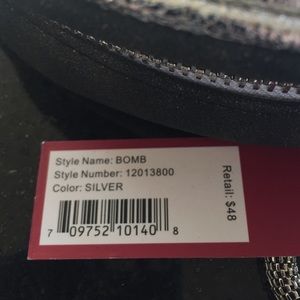 Style Name: BOMB
Style Number: 12013800
Color: SILVER
Retail: $48
7 09752 10140 8